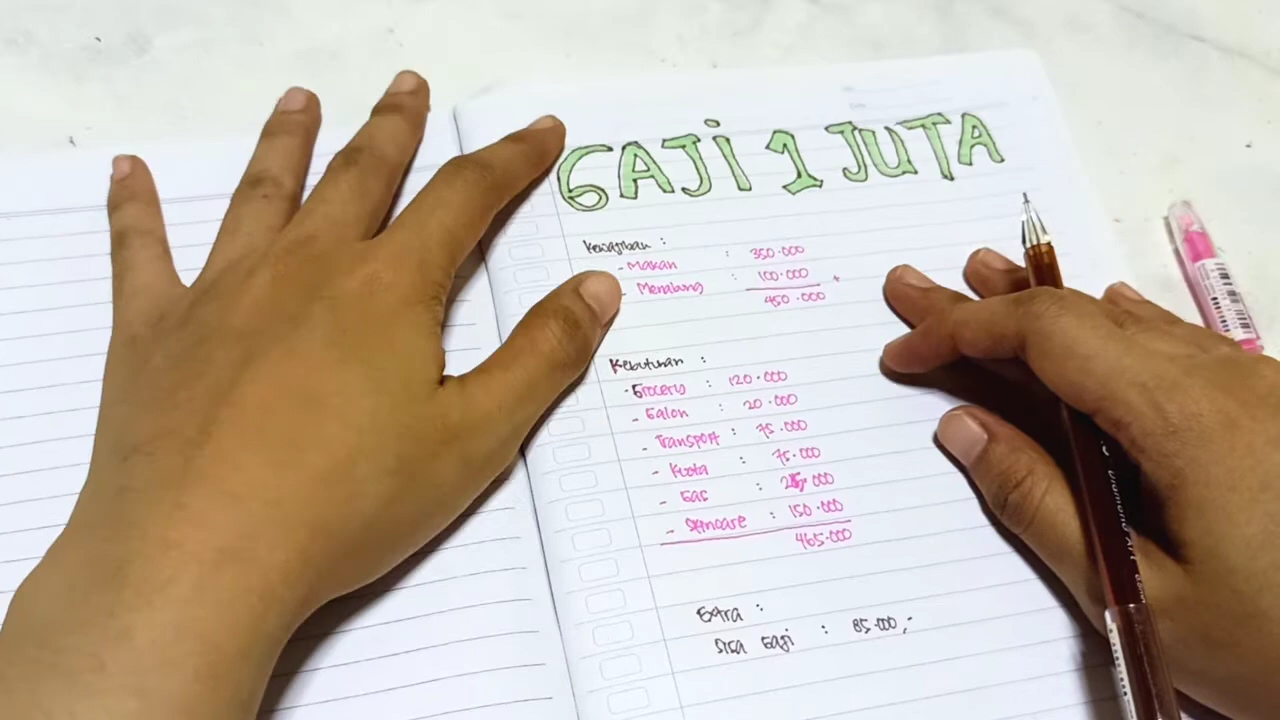 GAJI 1 JUTA
Kewajiban :
- Makan : 350.000
- Menabung : 100.000 +
450.000
Kebutuhan :
- Grocery : 120.000
- Galon : 20.000
- Transport : 75.000
- Kuota : 75.000
- Gas : 25.000
- Skincare : 150.000
465.000
Extra :
Sisa Gaji : 85.000,-